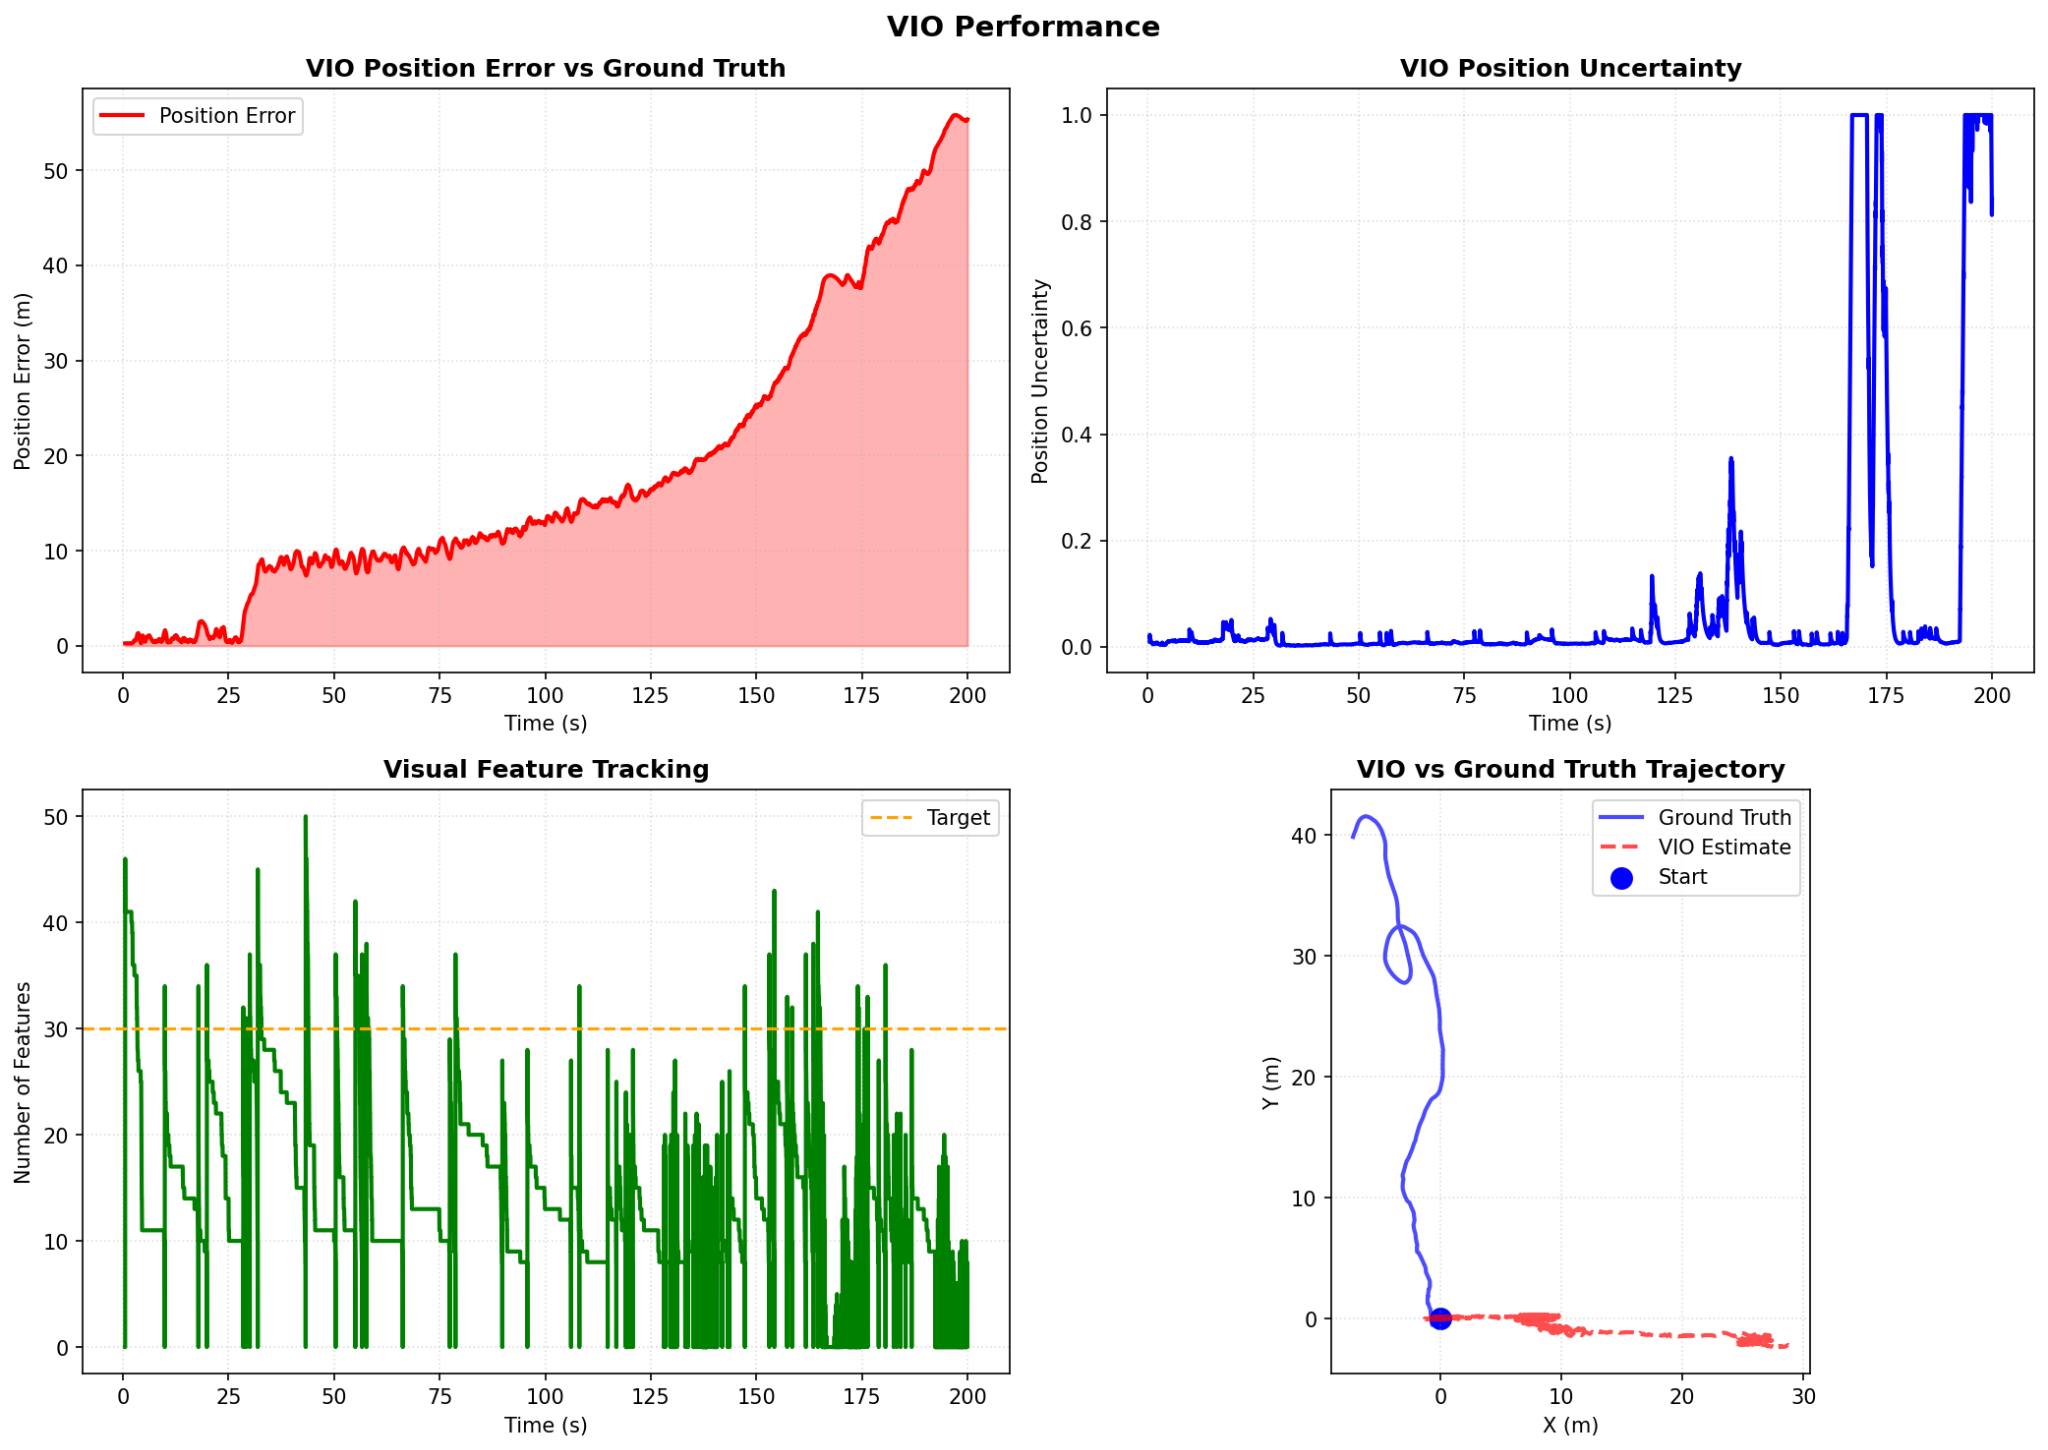 VIO Performance
VIO Position Error vs Ground Truth
Position Error
Position Error (m)
50
40
30
20
10
0
0 25 50 75 100 125 150 175 200
Time (s)
VIO Position Uncertainty
Position Uncertainty
1.0
0.8
0.6
0.4
0.2
0.0
0 25 50 75 100 125 150 175 200
Time (s)
Visual Feature Tracking
Target
Number of Features
50
40
30
20
10
0
0 25 50 75 100 125 150 175 200
Time (s)
VIO vs Ground Truth Trajectory
Ground Truth
VIO Estimate
Start
Y (m)
40
30
20
10
0
0 10 20 30
X (m)